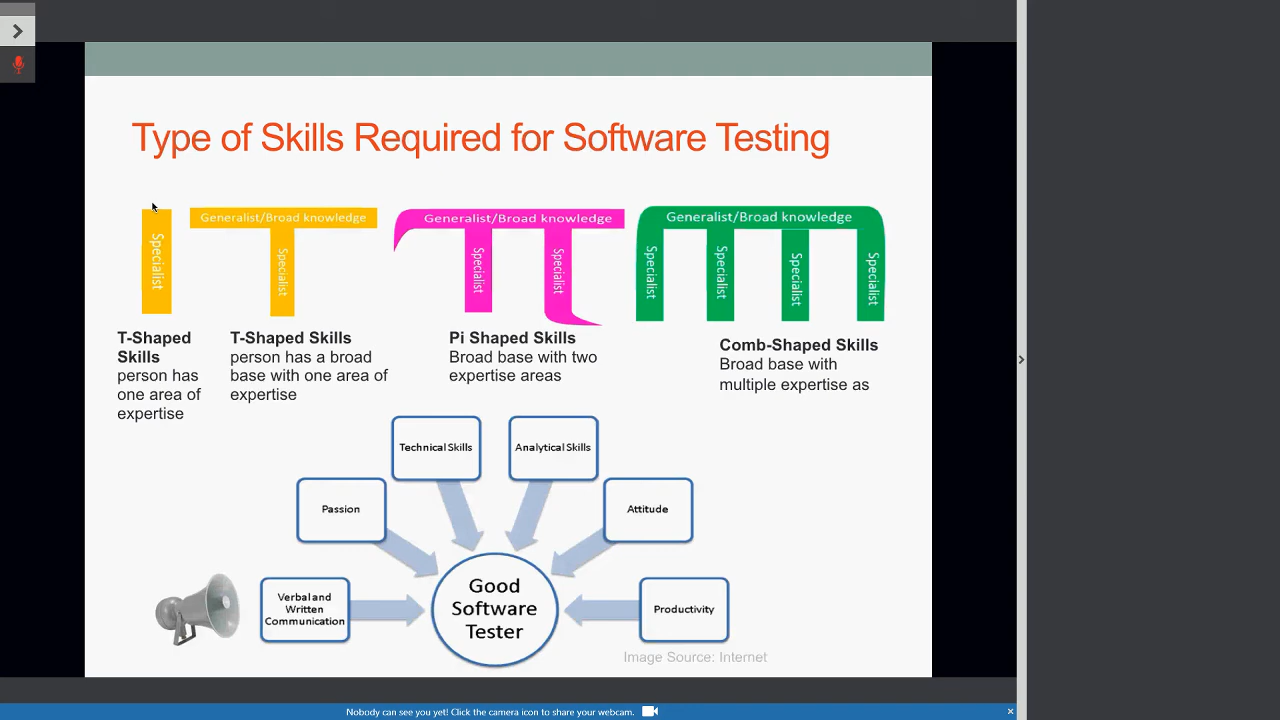 Type of Skills Required for Software Testing
Specialist
Generalist/Broad knowledge
Specialist
Generalist/Broad knowledge
Specialist
Specialist
Generalist/Broad knowledge
Specialist
Specialist
Specialist
Specialist
T-Shaped
Skills
person has
one area of
expertise
T-Shaped Skills
person has a broad
base with one area of
expertise
Pi Shaped Skills
Broad base with two
expertise areas
Comb-Shaped Skills
Broad base with
multiple expertise as
Technical Skills
Analytical Skills
Passion
Attitude
Verbal and
Written
Communication
Good
Software
Tester
Productivity
Image Source: Internet
Nobody can see you yet! Click the camera icon to share your webcam.